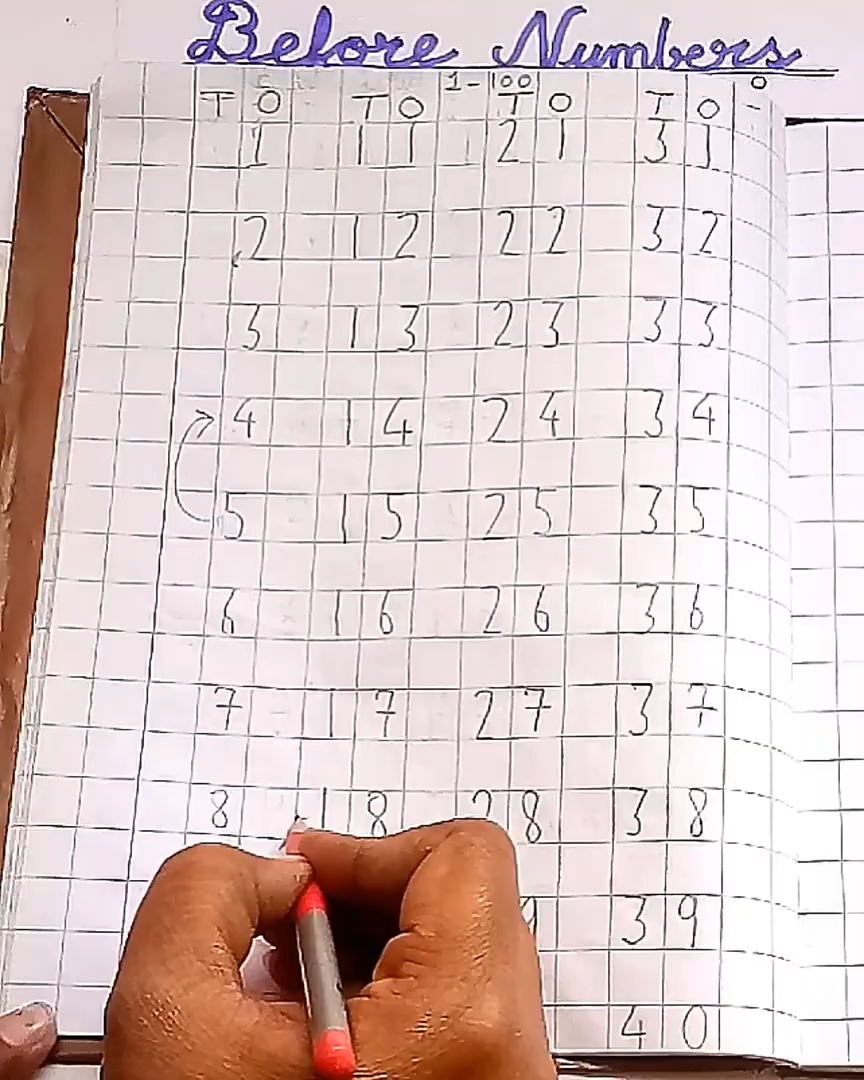 Before Numbers
1-100
T O T O T O T O O
1 11 21 31
2 12 22 32
3 13 23 33
4 14 24 34
5 15 25 35
6 16 26 36
7 17 27 37
8 18 28 38
9 39
40